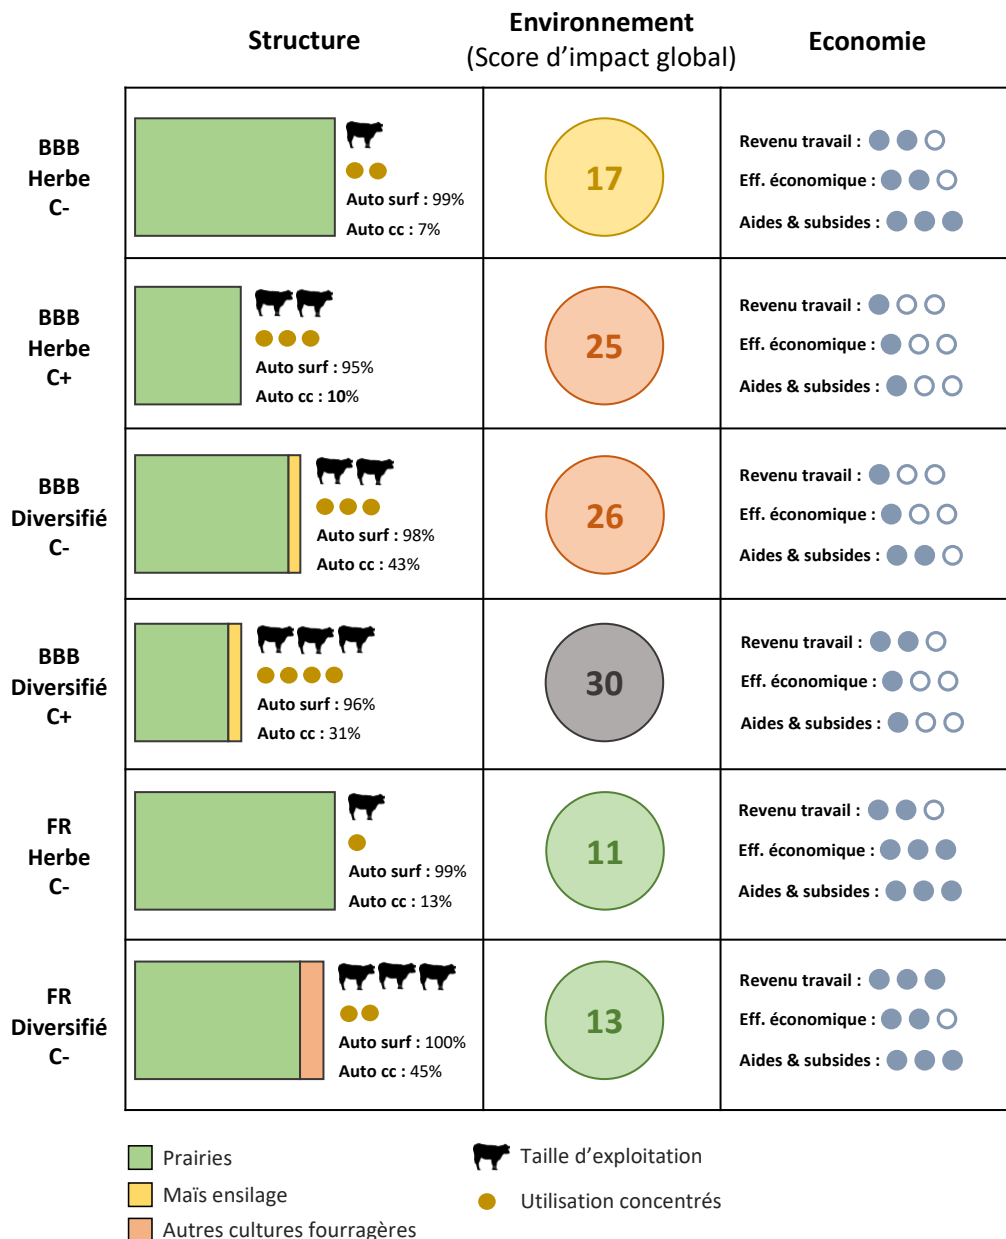 Structure
Environnement
(Score d'impact global)
Economie
BBB
Herbe
C-
Auto surf : 99%
Auto cc : 7%
17
Revenu travail :
Eff. économique :
Aides & subsides :
BBB
Herbe
C+
Auto surf : 95%
Auto cc : 10%
25
Revenu travail :
Eff. économique :
Aides & subsides :
BBB
Diversifié
C-
Auto surf : 98%
Auto cc : 43%
26
Revenu travail :
Eff. économique :
Aides & subsides :
BBB
Diversifié
C+
Auto surf : 96%
Auto cc : 31%
30
Revenu travail :
Eff. économique :
Aides & subsides :
FR
Herbe
C-
Auto surf : 99%
Auto cc : 13%
11
Revenu travail :
Eff. économique :
Aides & subsides :
FR
Diversifié
C-
Auto surf : 100%
Auto cc : 45%
13
Revenu travail :
Eff. économique :
Aides & subsides :
Prairies
Maïs ensilage
Autres cultures fourragères
Taille d'exploitation
Utilisation concentrés